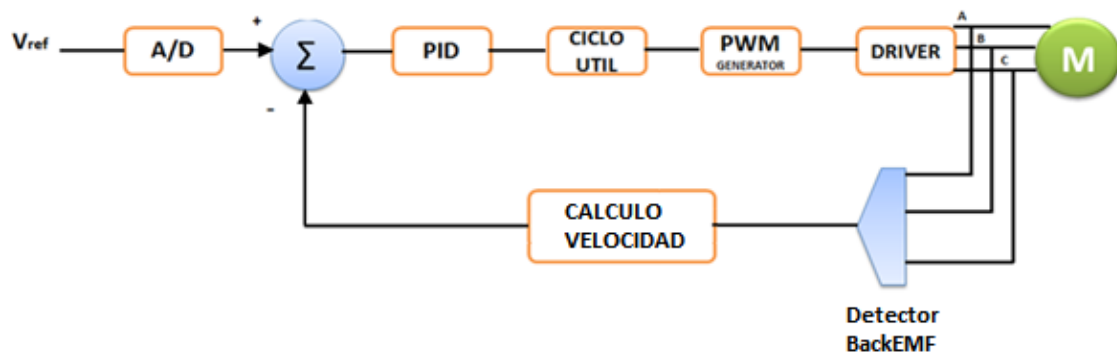 Vref
A/D
+
-
Σ
PID
CICLO
UTIL
PWM
GENERATOR
DRIVER
A
B
C
M
CALCULO
VELOCIDAD
Detector
BackEMF